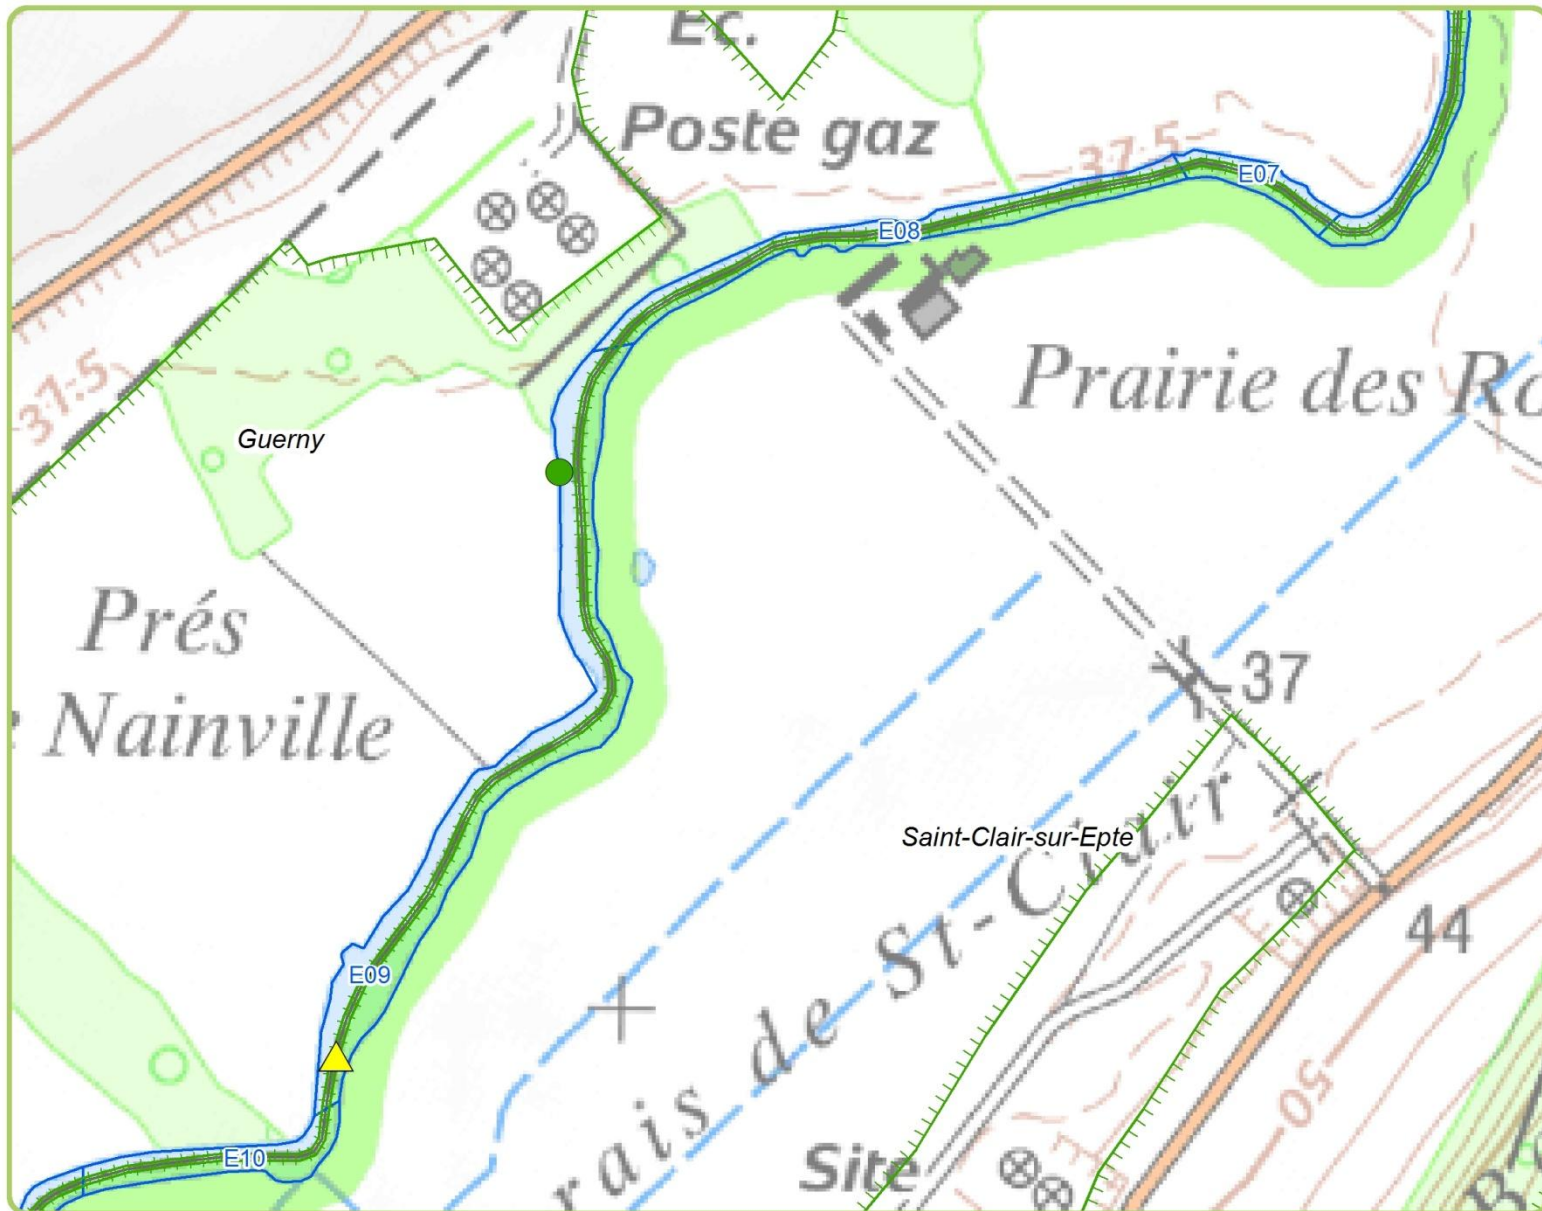 Ec.
Poste gaz
37.5
E07
E08
37.5
Prairie des Ro
Guerny
Prés
Nainville
37
Saint-Clair-sur-Epte
rais de St-Clair
44
E09
50
E10
Site